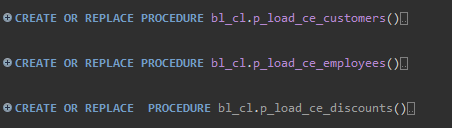 CREATE OR REPLACE PROCEDURE bl_cl.p_load_ce_customers()
CREATE OR REPLACE PROCEDURE bl_cl.p_load_ce_employees()
CREATE OR REPLACE  PROCEDURE bl_cl.p_load_ce_discounts()